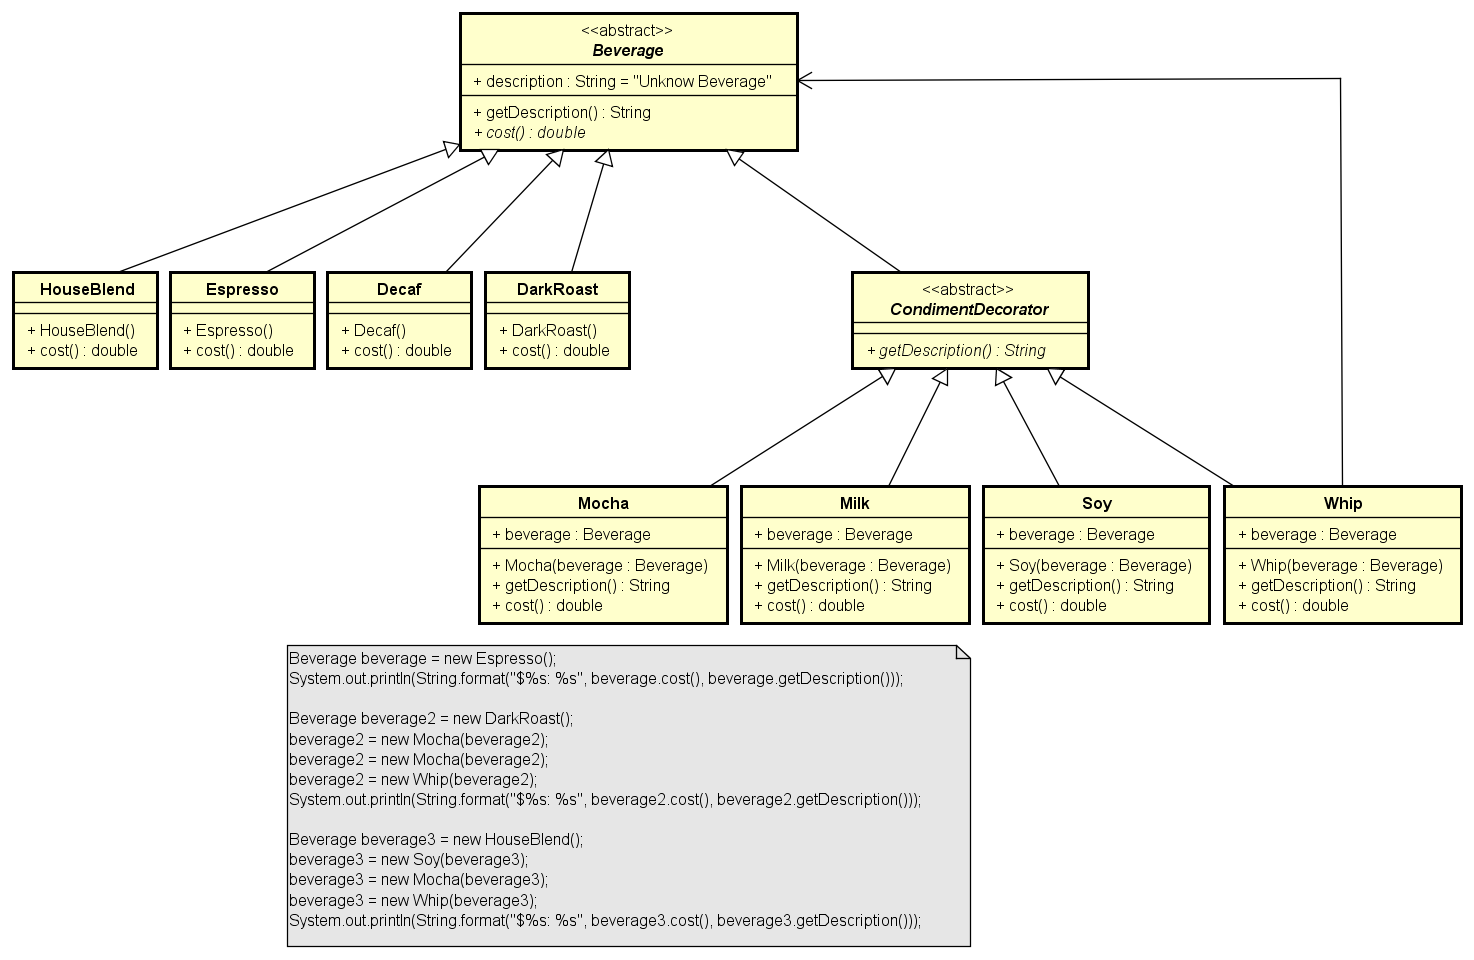 <<abstract>>
Beverage
+ description : String = "Unknow Beverage"
+ getDescription() : String
+ cost() : double
HouseBlend
+ HouseBlend()
+ cost() : double
Espresso
+ Espresso()
+ cost() : double
Decaf
+ Decaf()
+ cost() : double
DarkRoast
+ DarkRoast()
+ cost() : double
<<abstract>>
CondimentDecorator
+ getDescription() : String
Mocha
+ beverage : Beverage
+ Mocha(beverage : Beverage)
+ getDescription() : String
+ cost() : double
Milk
+ beverage : Beverage
+ Milk(beverage : Beverage)
+ getDescription() : String
+ cost() : double
Soy
+ beverage : Beverage
+ Soy(beverage : Beverage)
+ getDescription() : String
+ cost() : double
Whip
+ beverage : Beverage
+ Whip(beverage : Beverage)
+ getDescription() : String
+ cost() : double
Beverage beverage = new Espresso();
System.out.println(String.format("$%s: %s", beverage.cost(), beverage.getDescription()));
Beverage beverage2 = new DarkRoast();
beverage2 = new Mocha(beverage2);
beverage2 = new Mocha(beverage2);
beverage2 = new Whip(beverage2);
System.out.println(String.format("$%s: %s", beverage2.cost(), beverage2.getDescription()));
Beverage beverage3 = new HouseBlend();
beverage3 = new Soy(beverage3);
beverage3 = new Mocha(beverage3);
beverage3 = new Whip(beverage3);
System.out.println(String.format("$%s: %s", beverage3.cost(), beverage3.getDescription()));